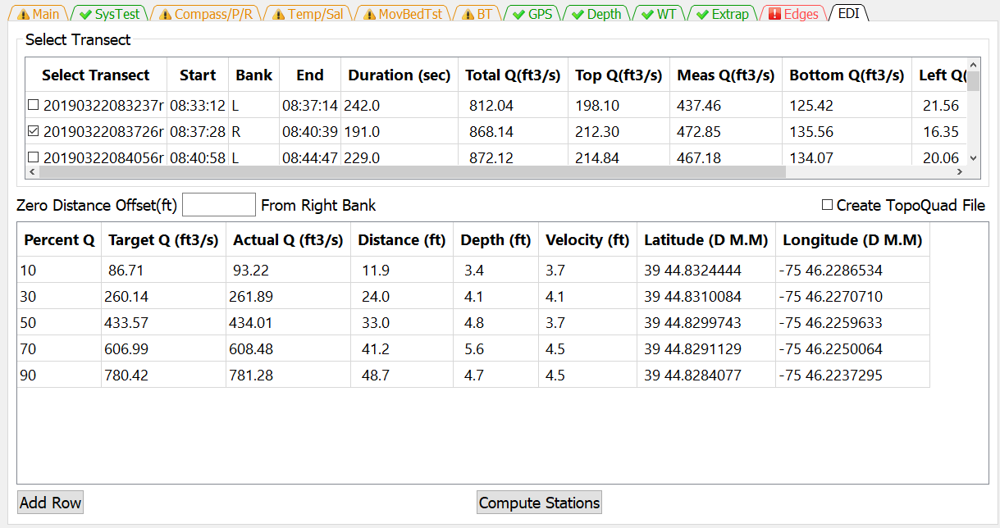 Main SysTest Compass/P/R Temp/Sal MovBedTst BT GPS Depth WT Extrap Edges EDI
Select Transect
Select Transect Start Bank End Duration (sec) Total Q(ft3/s) Top Q(ft3/s) Meas Q(ft3/s) Bottom Q(ft3/s) Left Q(
20190322083237r 08:33:12 L 08:37:14 242.0 812.04 198.10 437.46 125.42 21.56
20190322083726r 08:37:28 R 08:40:39 191.0 868.14 212.30 472.85 135.56 16.35
20190322084056r 08:40:58 L 08:44:47 229.0 872.12 214.84 467.18 134.07 20.06
Zero Distance Offset(ft) From Right Bank Create TopoQuad File
Percent Q Target Q (ft3/s) Actual Q (ft3/s) Distance (ft) Depth (ft) Velocity (ft) Latitude (D M.M) Longitude (D M.M)
10 86.71 93.22 11.9 3.4 3.7 39 44.8324444 -75 46.2286534
30 260.14 261.89 24.0 4.1 4.1 39 44.8310084 -75 46.2270710
50 433.57 434.01 33.0 4.8 3.7 39 44.8299743 -75 46.2259633
70 606.99 608.48 41.2 5.6 4.5 39 44.8291129 -75 46.2250064
90 780.42 781.28 48.7 4.7 4.5 39 44.8284077 -75 46.2237295
Add Row Compute Stations